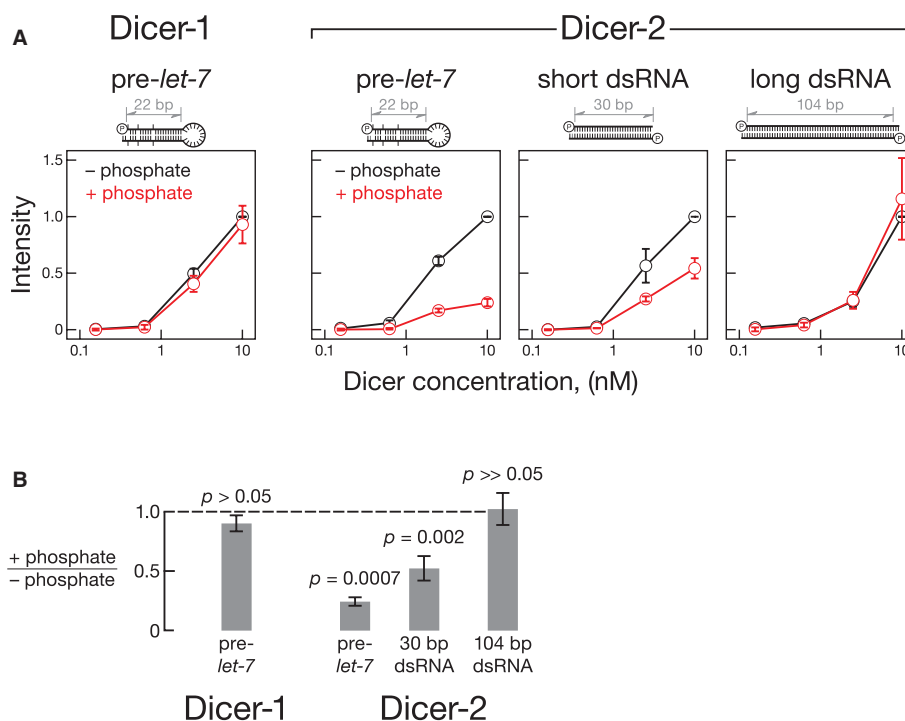 A
Dicer-1
Dicer-2
pre-let-7
pre-let-7
short dsRNA
long dsRNA
22 bp
22 bp
30 bp
104 bp
P
P
P
P
P
P
1.5
1.0
0.5
0
Intensity
– phosphate
+ phosphate
– phosphate
+ phosphate
0.1 1 10
0.1 1 10
0.1 1 10
0.1 1 10
Dicer concentration, (nM)
B
+ phosphate
– phosphate
1.0
0.5
0
p > 0.05
p = 0.0007
p = 0.002
p >> 0.05
pre-
let-7
pre-
let-7
30 bp
dsRNA
104 bp
dsRNA
Dicer-1
Dicer-2